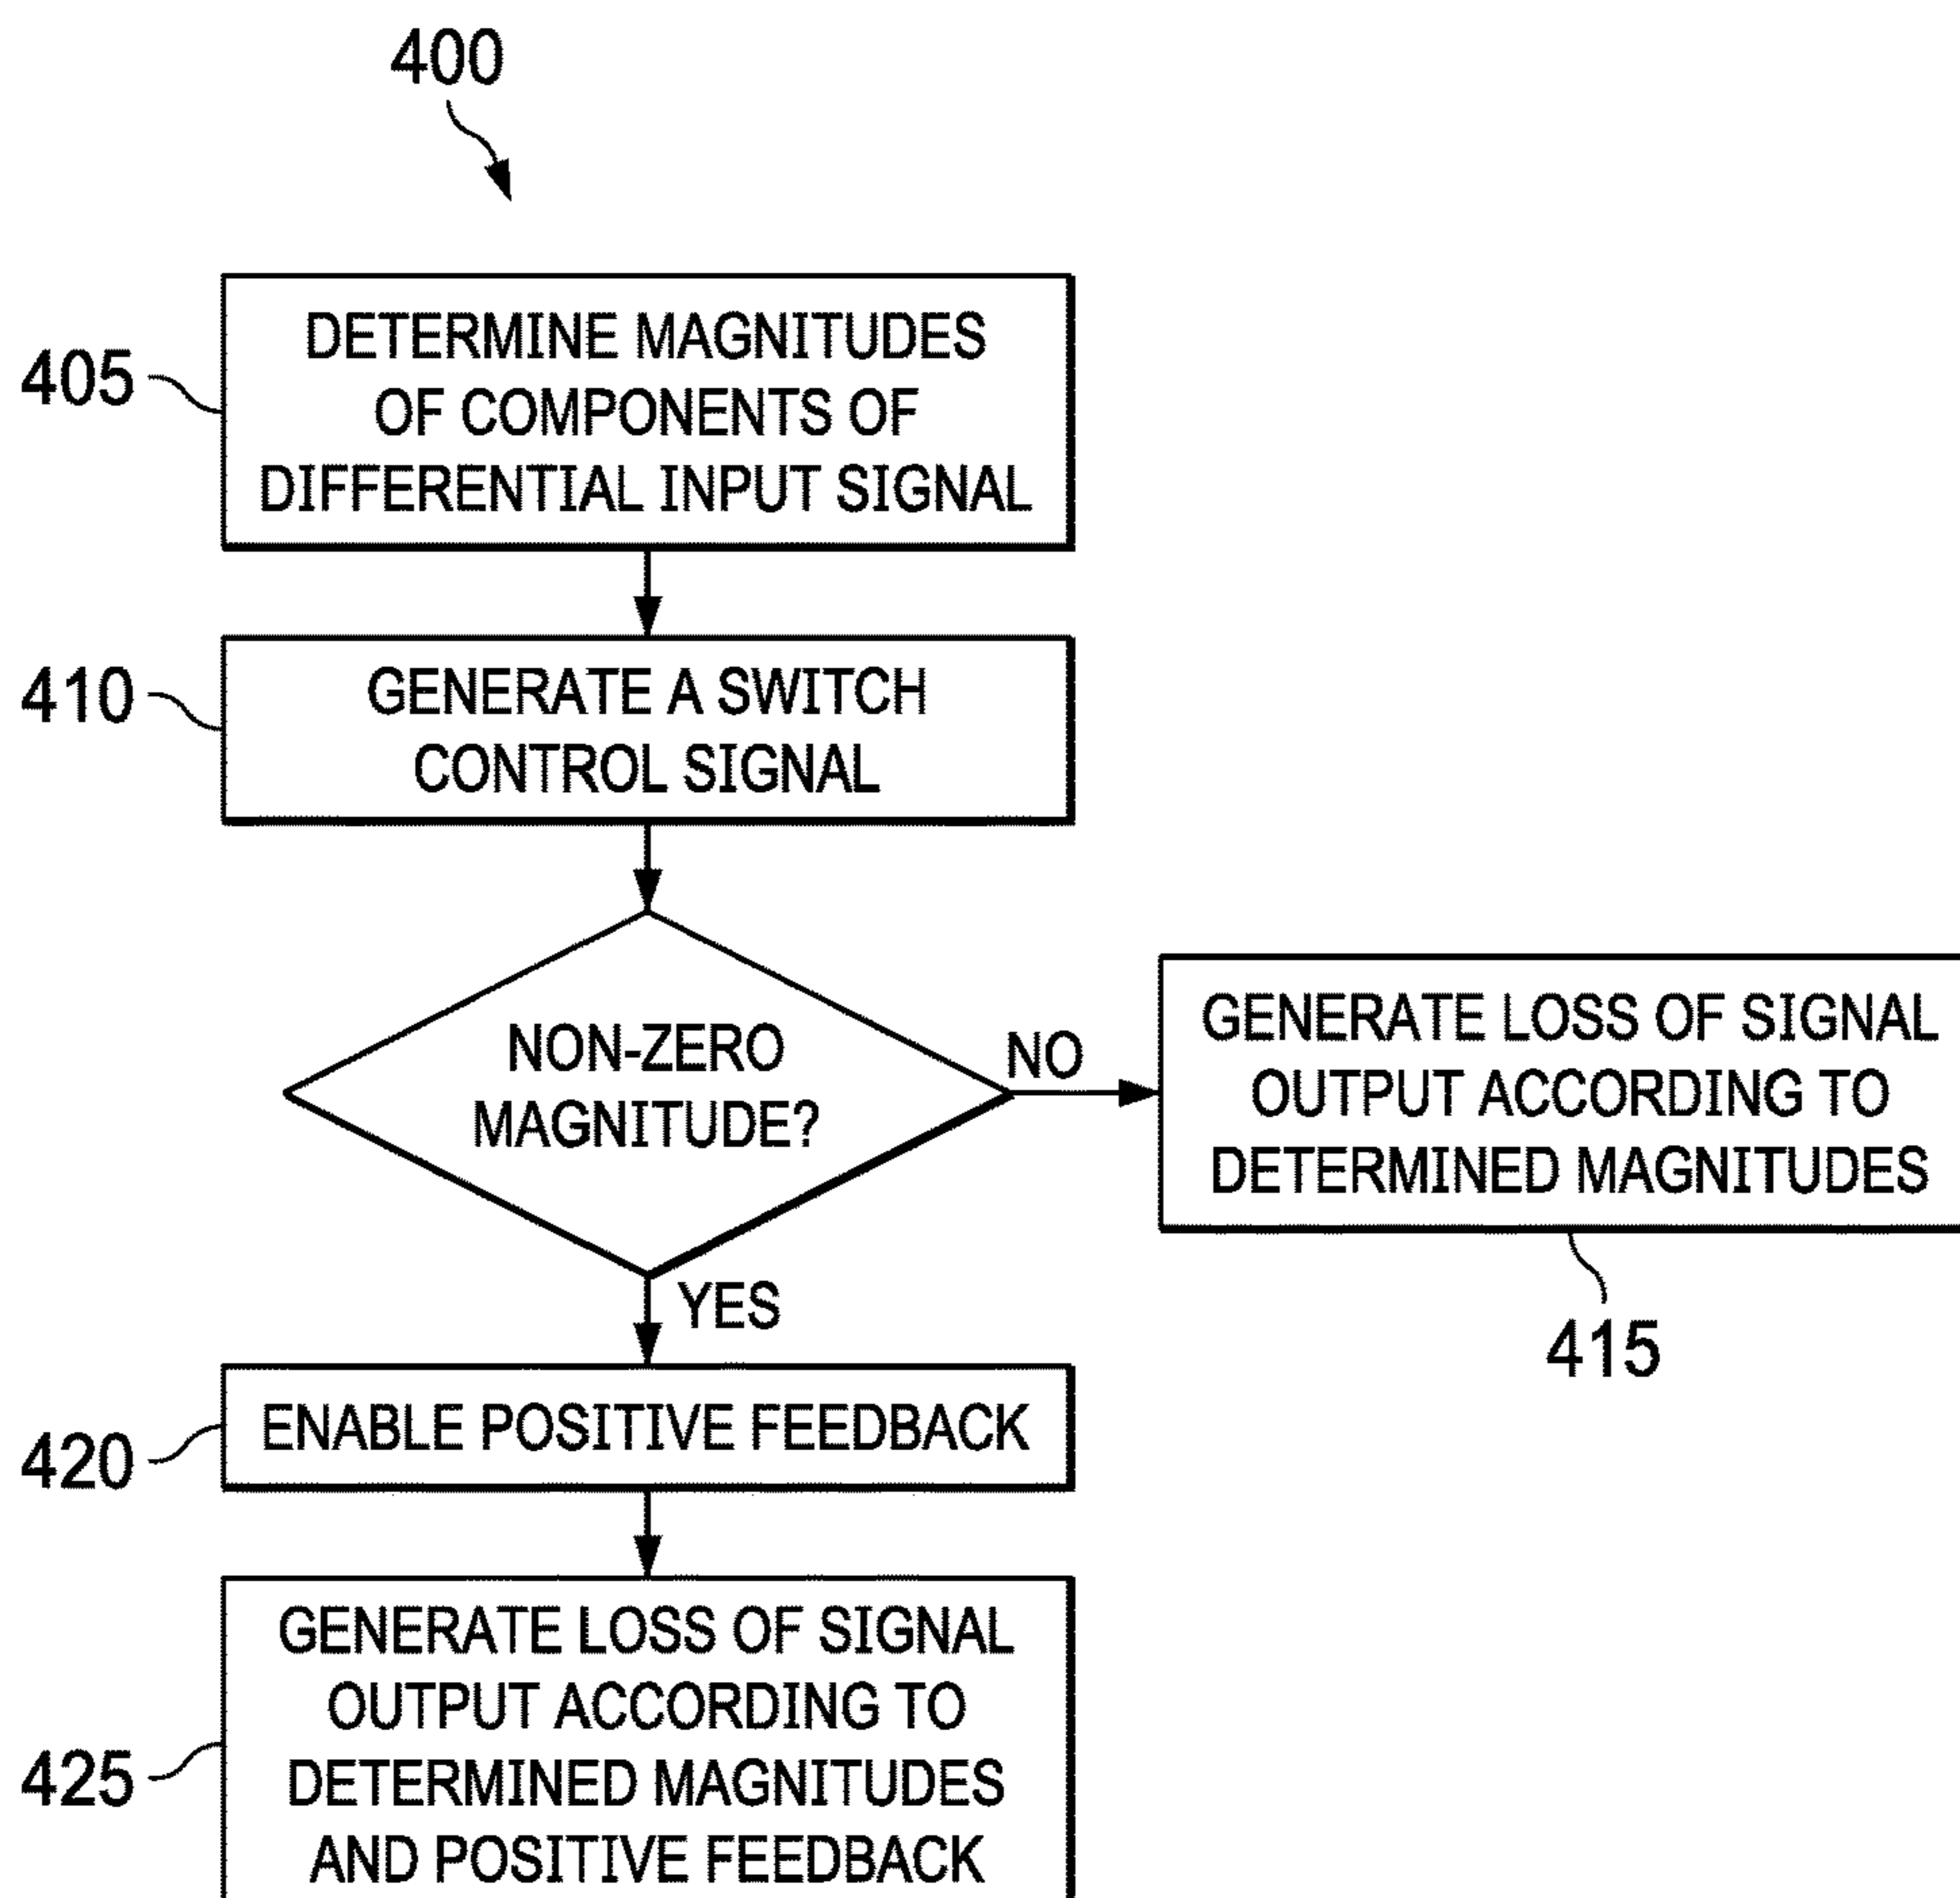 400
405
DETERMINE MAGNITUDES
OF COMPONENTS OF
DIFFERENTIAL INPUT SIGNAL
410
GENERATE A SWITCH
CONTROL SIGNAL
NON-ZERO
MAGNITUDE?
NO
GENERATE LOSS OF SIGNAL
OUTPUT ACCORDING TO
DETERMINED MAGNITUDES
415
YES
420
ENABLE POSITIVE FEEDBACK
425
GENERATE LOSS OF SIGNAL
OUTPUT ACCORDING TO
DETERMINED MAGNITUDES
AND POSITIVE FEEDBACK